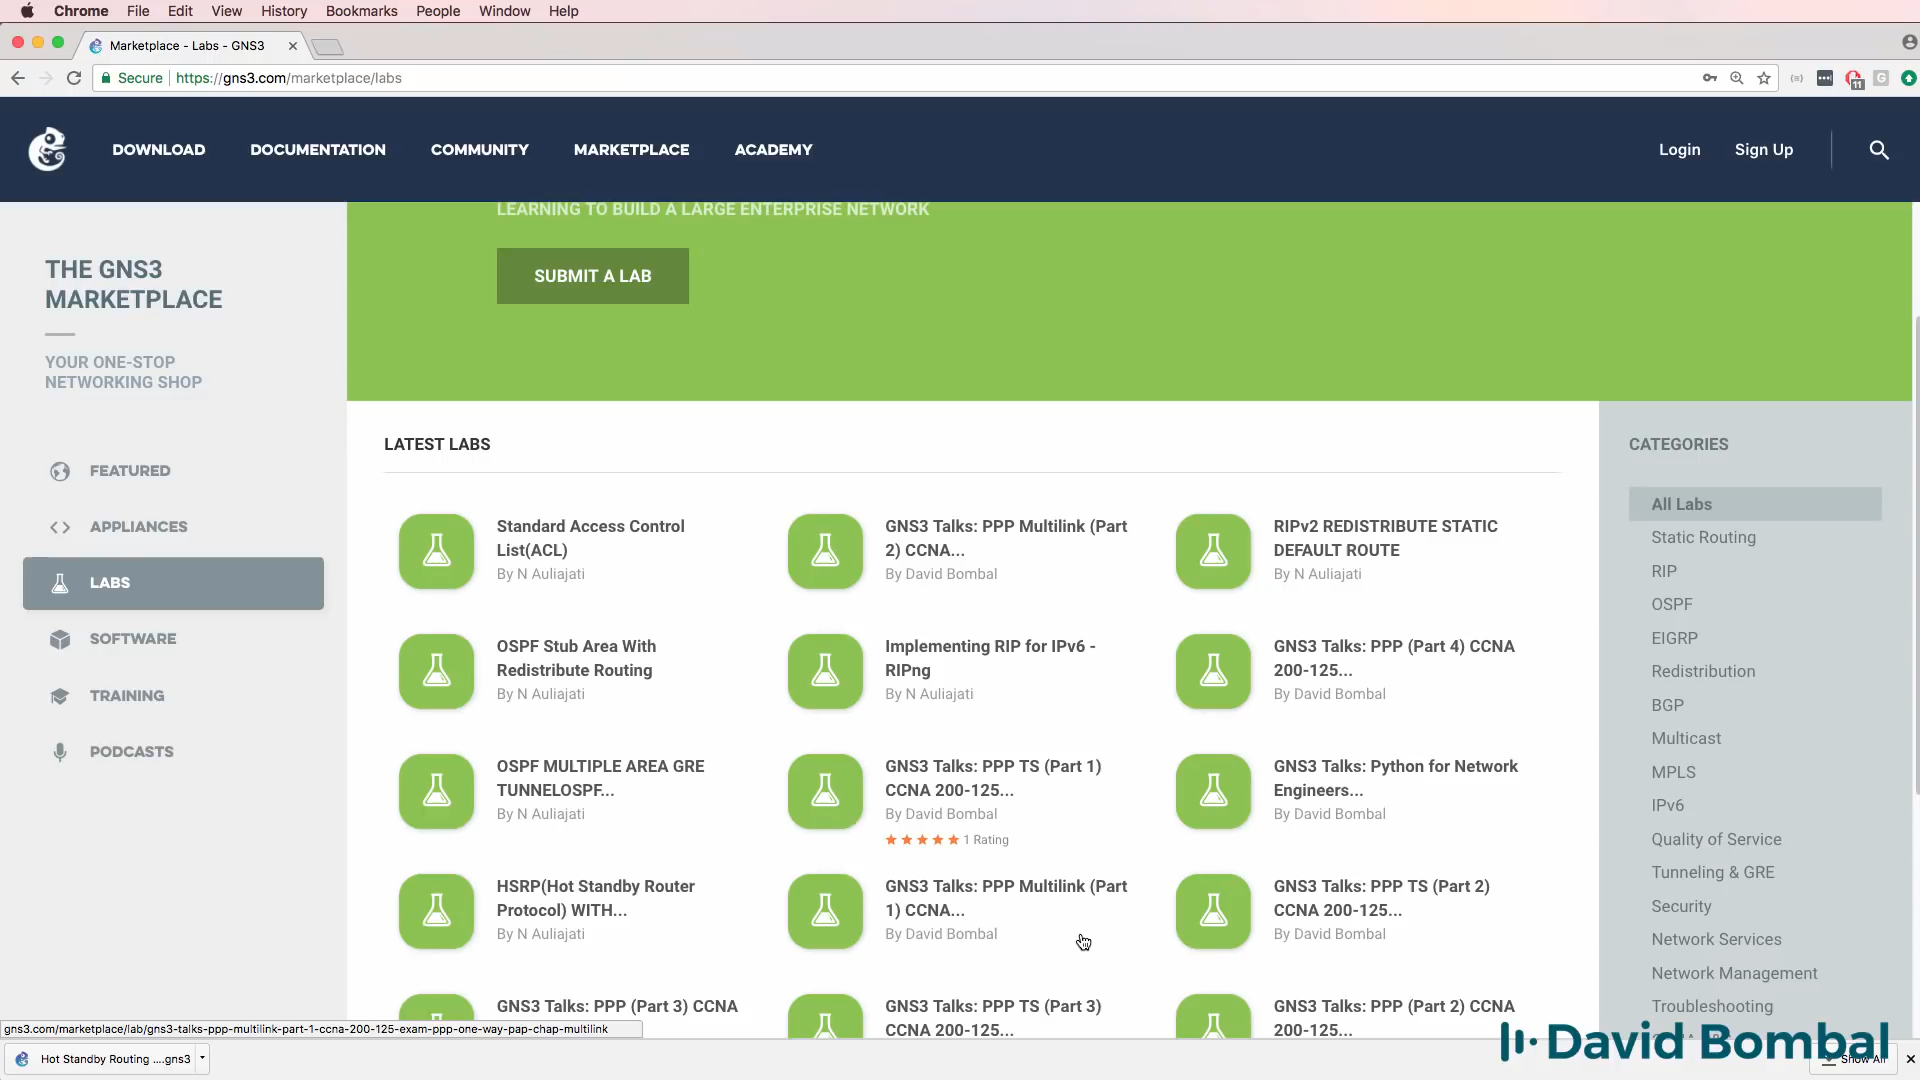 Chrome File Edit View History Bookmarks People Window Help
Marketplace - Labs - GNS3
Secure https://gns3.com/marketplace/labs
11
G
DOWNLOAD DOCUMENTATION COMMUNITY MARKETPLACE ACADEMY Login Sign Up
LEARNING TO BUILD A LARGE ENTERPRISE NETWORK
SUBMIT A LAB
THE GNS3
MARKETPLACE
YOUR ONE-STOP
NETWORKING SHOP
FEATURED
APPLIANCES
LABS
SOFTWARE
TRAINING
PODCASTS
LATEST LABS
Standard Access Control
List(ACL)
By N Auliajati
GNS3 Talks: PPP Multilink (Part
2) CCNA...
By David Bombal
RIPv2 REDISTRIBUTE STATIC
DEFAULT ROUTE
By N Auliajati
OSPF Stub Area With
Redistribute Routing
By N Auliajati
Implementing RIP for IPv6 -
RIPng
By N Auliajati
GNS3 Talks: PPP (Part 4) CCNA
200-125...
By David Bombal
OSPF MULTIPLE AREA GRE
TUNNELOSPF...
By N Auliajati
GNS3 Talks: PPP TS (Part 1)
CCNA 200-125...
By David Bombal
1 Rating
GNS3 Talks: Python for Network
Engineers...
By David Bombal
HSRP(Hot Standby Router
Protocol) WITH...
By N Auliajati
GNS3 Talks: PPP Multilink (Part
1) CCNA...
By David Bombal
GNS3 Talks: PPP TS (Part 2)
CCNA 200-125...
By David Bombal
GNS3 Talks: PPP (Part 3) CCNA
GNS3 Talks: PPP TS (Part 3)
CCNA 200-125...
GNS3 Talks: PPP (Part 2) CCNA
200-125...
CATEGORIES
All Labs
Static Routing
RIP
OSPF
EIGRP
Redistribution
BGP
Multicast
MPLS
IPv6
Quality of Service
Tunneling & GRE
Security
Network Services
Network Management
Troubleshooting
gns3.com/marketplace/lab/gns3-talks-ppp-multilink-part-1-ccna-200-125-exam-ppp-one-way-pap-chap-multilink
Hot Standby Routing ....gns3
David Bombal
Show All